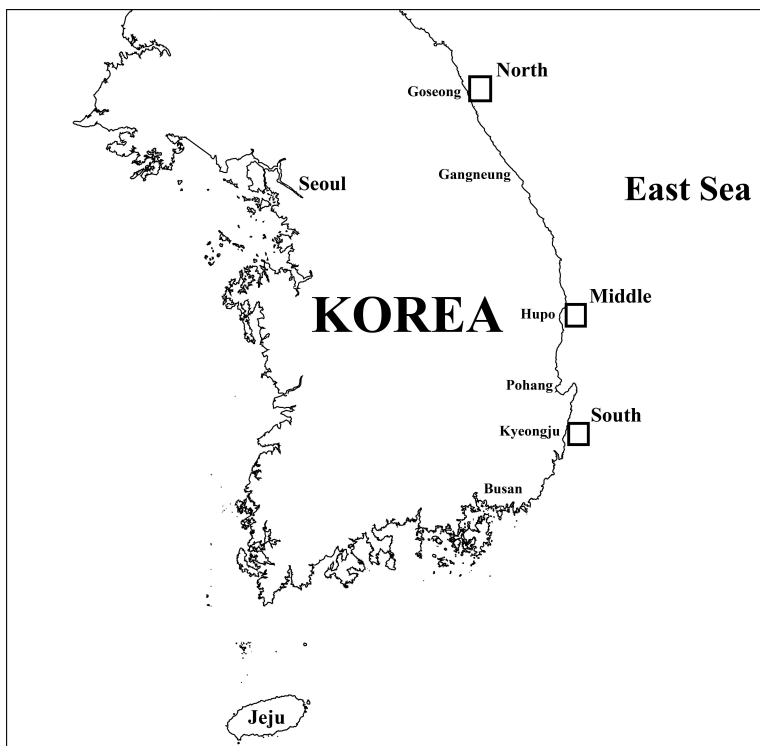 North
Goseong
Gangneung
Seoul
East Sea
Middle
KOREA
Hupo
Pohang
South
Kyeongju
Busan
Jeju